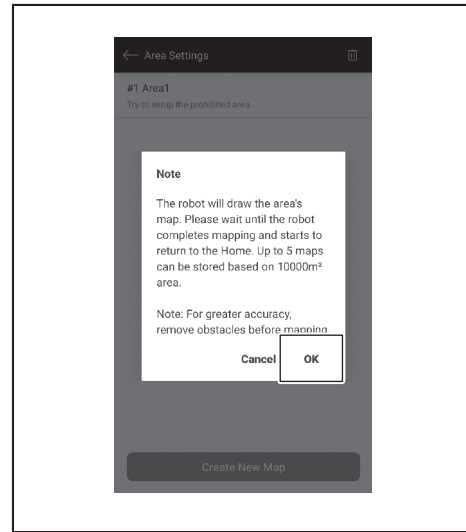 Area Settings
#1 Area1
Try to setup the prohibited area.
Note
The robot will draw the area's
map. Please wait until the robot
completes mapping and starts to
return to the Home. Up to 5 maps
can be stored based on 10000m²
area.
Note: For greater accuracy,
remove obstacles before mapping.
Cancel OK
Create New Map